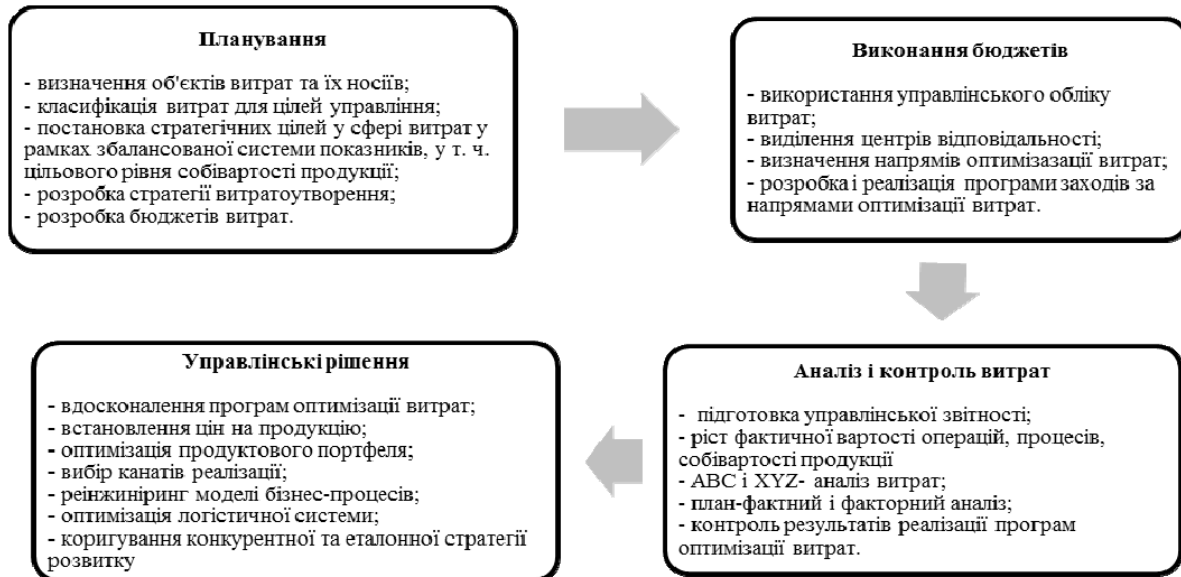 Планування
- визначення об'єктів витрат та їх носіїв;
- класифікація витрат для цілей управління;
- постановка стратегічних цілей у сфері витрат у
рамках збалансованої системи показників, у т. ч.
цільового рівня собівартості продукції;
- розробка стратегії витратоутворення;
- розробка бюджетів витрат.
Виконання бюджетів
- використання управлінського обліку
витрат;
- виділення центрів відповідальності;
- визначення напрямів оптимізазації витрат;
- розробка і реалізація програми заходів за
напрямами оптимізації витрат.
Аналіз і контроль витрат
- підготовка управлінської звітності;
- ріст фактичної вартості операцій, процесів,
собівартості продукції
- ABC і XYZ- аналіз витрат;
- план-фактний і факторний аналіз;
- контроль результатів реалізації програм
оптимізації витрат.
Управлінські рішення
- вдосконалення програм оптимізації витрат;
- встановлення цін на продукцію;
- оптимізація продуктового портфеля;
- вибір канатів реалізації;
- реінжиніринг моделі бізнес-процесів;
- оптимізація логістичної системи;
- коригування конкурентної та еталонної стратегії
розвитку